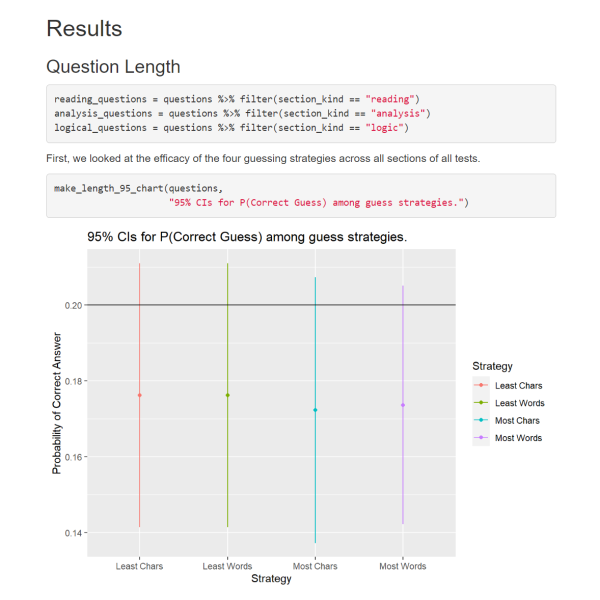 Results
Question Length
reading_questions = questions %>% filter(section_kind == "reading")
analysis_questions = questions %>% filter(section_kind == "analysis")
logical_questions = questions %>% filter(section_kind == "logic")
First, we looked at the efficacy of the four guessing strategies across all sections of all tests.
make_length_95_chart(questions,
"95% CIs for P(Correct Guess) among guess strategies.")
95% CIs for P(Correct Guess) among guess strategies.
Probability of Correct Answer
0.20
0.18
0.16
0.14
Least Chars
Least Words
Most Chars
Most Words
Strategy
Strategy
Least Chars
Least Words
Most Chars
Most Words